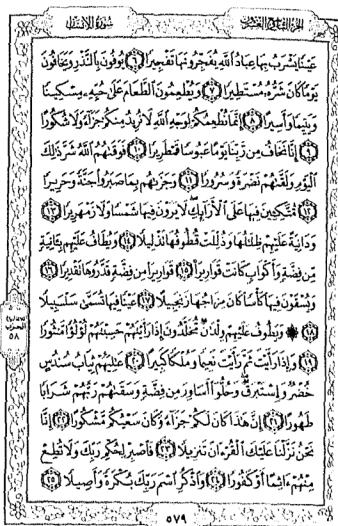 الجزء التاسع والعشرون سورة الإنسان
عَيْنًا يَشْرَبُ بِهَا عِبَادُ ٱللَّهِ يُفَجِّرُونَهَا تَفْجِيرًا ٦ يُوفُونَ بِٱلنَّذْرِ وَيَخَافُونَ
يَوْمًا كَانَ شَرُّهُۥ مُسْتَطِيرًا ٧ وَيُطْعِمُونَ ٱلطَّعَامَ عَلَىٰ حُبِّهِۦ مِسْكِينًا
وَيَتِيمًا وَأَسِيرًا ٨ إِنَّمَا نُطْعِمُكُمْ لِوَجْهِ ٱللَّهِ لَا نُرِيدُ مِنكُمْ جَزَآءً وَلَا شُكُورًا
٩ إِنَّا نَخَافُ مِن رَّبِّنَا يَوْمًا عَبُوسًا قَمْطَرِيرًا ١٠ فَوَقَىٰهُمُ ٱللَّهُ شَرَّ ذَٰلِكَ
ٱلْيَوْمِ وَلَقَّىٰهُمْ نَضْرَةً وَسُرُورًا ١١ وَجَزَىٰهُم بِمَا صَبَرُوا۟ جَنَّةً وَحَرِيرًا
١٢ مُّتَّكِـِٔينَ فِيهَا عَلَى ٱلْأَرَآئِكِ لَا يَرَوْنَ فِيهَا شَمْسًا وَلَا زَمْهَرِيرًا ١٣
وَدَانِيَةً عَلَيْهِمْ ظِلَٰلُهَا وَذُلِّلَتْ قُطُوفُهَا تَذْلِيلًا ١٤ وَيُطَافُ عَلَيْهِم بِـَٔانِيَةٍ
مِّن فِضَّةٍ وَأَكْوَابٍ كَانَتْ قَوَارِيرَا۠ ١٥ قَوَارِيرَا۟ مِن فِضَّةٍ قَدَّرُوهَا تَقْدِيرًا ١٦
وَيُسْقَوْنَ فِيهَا كَأْسًا كَانَ مِزَاجُهَا زَنجَبِيلًا ١٧ عَيْنًا فِيهَا تُسَمَّىٰ سَلْسَبِيلًا
١٨ ۞ وَيَطُوفُ عَلَيْهِمْ وِلْدَٰنٌ مُّخَلَّدُونَ إِذَا رَأَيْتَهُمْ حَسِبْتَهُمْ لُؤْلُؤًا مَّنثُورًا
١٩ وَإِذَا رَأَيْتَ ثَمَّ رَأَيْتَ نَعِيمًا وَمُلْكًا كَبِيرًا ٢٠ عَٰلِيَهُمْ ثِيَابُ سُندُسٍ
خُضْرٌ وَإِسْتَبْرَقٌ وَحُلُّوٓا۟ أَسَاوِرَ مِن فِضَّةٍ وَسَقَىٰهُمْ رَبُّهُمْ شَرَابًا
طَهُورًا ٢١ إِنَّ هَٰذَا كَانَ لَكُمْ جَزَآءً وَكَانَ سَعْيُكُم مَّشْكُورًا ٢٢ إِنَّا
نَحْنُ نَزَّلْنَا عَلَيْكَ ٱلْقُرْءَانَ تَنزِيلًا ٢٣ فَٱصْبِرْ لِحُكْمِ رَبِّكَ وَلَا تُطِعْ
مِنْهُمْ ءَاثِمًا أَوْ كَفُورًا ٢٤ وَٱذْكُرِ ٱسْمَ رَبِّكَ بُكْرَةً وَأَصِيلًا ٢٥
الحزب
٥٨
٥٧٩